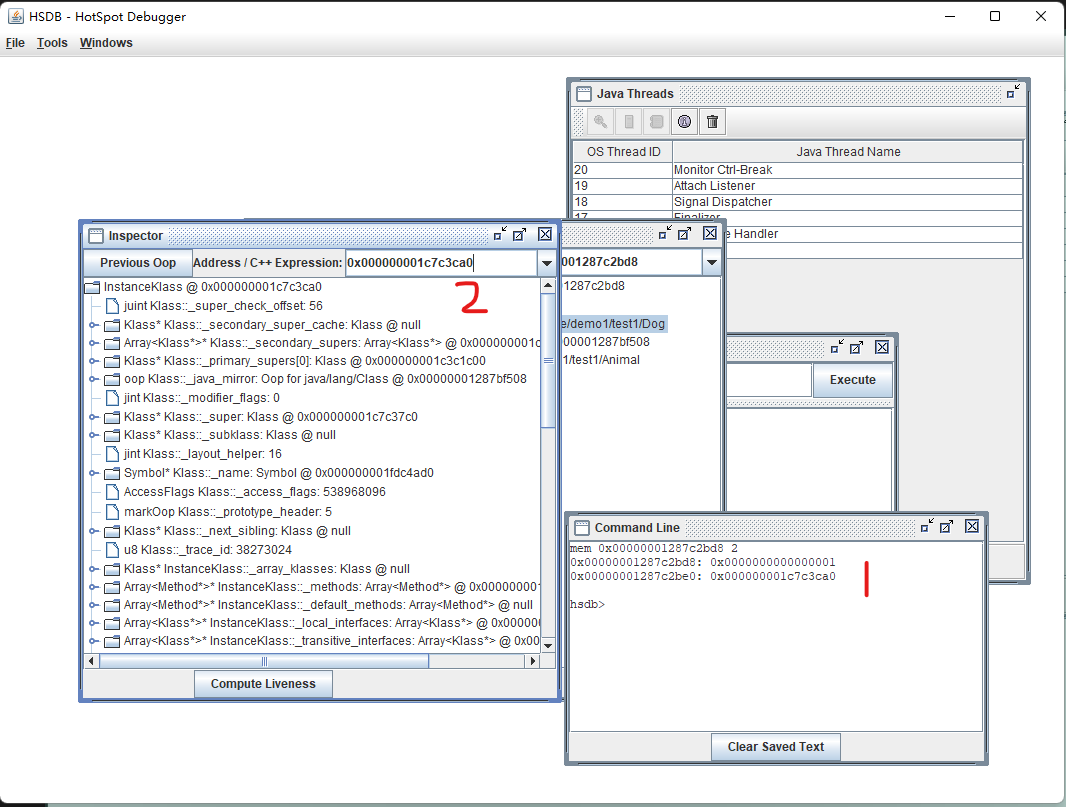 HSDB - HotSpot Debugger
File Tools Windows
Java Threads
OS Thread ID Java Thread Name
20 Monitor Ctrl-Break
19 Attach Listener
18 Signal Dispatcher
17 Finalizer
e Handler
Inspector
Previous Oop Address / C++ Expression: 0x000000001c7c3ca0
2
InstanceKlass @ 0x000000001c7c3ca0
juint Klass::_super_check_offset: 56
Klass* Klass::_secondary_super_cache: Klass @ null
Array<Klass*>* Klass::_secondary_supers: Array<Klass*> @ 0x000000001c
Klass* Klass::_primary_supers[0]: Klass @ 0x000000001c3c1c00
oop Klass::_java_mirror: Oop for java/lang/Class @ 0x00000001287bf508
jint Klass::_modifier_flags: 0
Klass* Klass::_super: Klass @ 0x000000001c7c37c0
Klass* Klass::_subklass: Klass @ null
jint Klass::_layout_helper: 16
Symbol* Klass::_name: Symbol @ 0x000000001fdc4ad0
AccessFlags Klass::_access_flags: 538968096
markOop Klass::_prototype_header: 5
Klass* Klass::_next_sibling: Klass @ null
u8 Klass::_trace_id: 38273024
Klass* InstanceKlass::_array_klasses: Klass @ null
Array<Method*>* InstanceKlass::_methods: Array<Method*> @ 0x000000001
Array<Method*>* InstanceKlass::_default_methods: Array<Method*> @ null
Array<Klass*>* InstanceKlass::_local_interfaces: Array<Klass*> @ 0x00000
Array<Klass*>* InstanceKlass::_transitive_interfaces: Array<Klass*> @ 0x00
Compute Liveness
001287c2bd8
1287c2bd8
e/demo1/test1/Dog
00001287bf508
1/test1/Animal
Execute
Command Line
mem 0x00000001287c2bd8 2
0x00000001287c2bd8: 0x0000000000000001
0x00000001287c2be0: 0x000000001c7c3ca0
1
hsdb>
Clear Saved Text